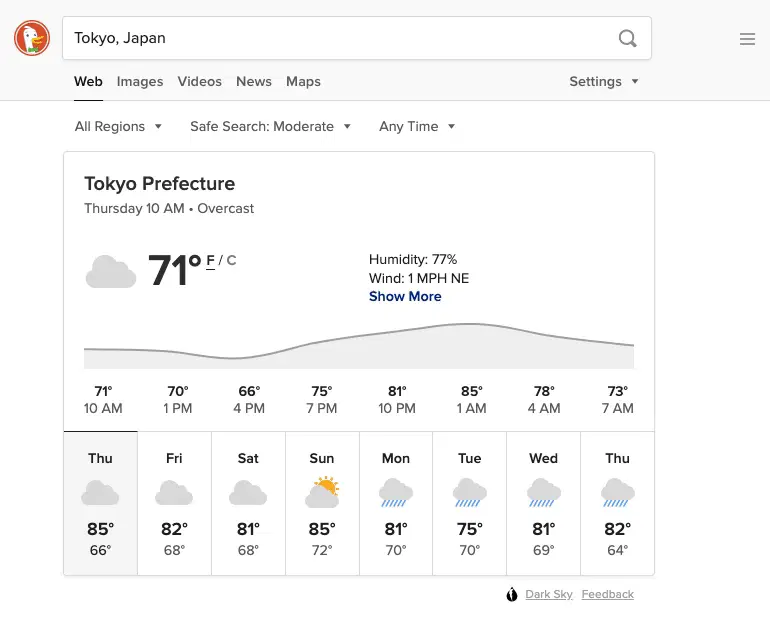 Tokyo, Japan
Web Images Videos News Maps Settings
All Regions Safe Search: Moderate Any Time
Tokyo Prefecture
Thursday 10 AM • Overcast
71° F / C
Humidity: 77%
Wind: 1 MPH NE
Show More
71° 70° 66° 75° 81° 85° 78° 73°
10 AM 1 PM 4 PM 7 PM 10 PM 1 AM 4 AM 7 AM
Thu Fri Sat Sun Mon Tue Wed Thu
85° 82° 81° 85° 81° 75° 81° 82°
66° 68° 68° 72° 70° 70° 69° 64°
Dark Sky Feedback